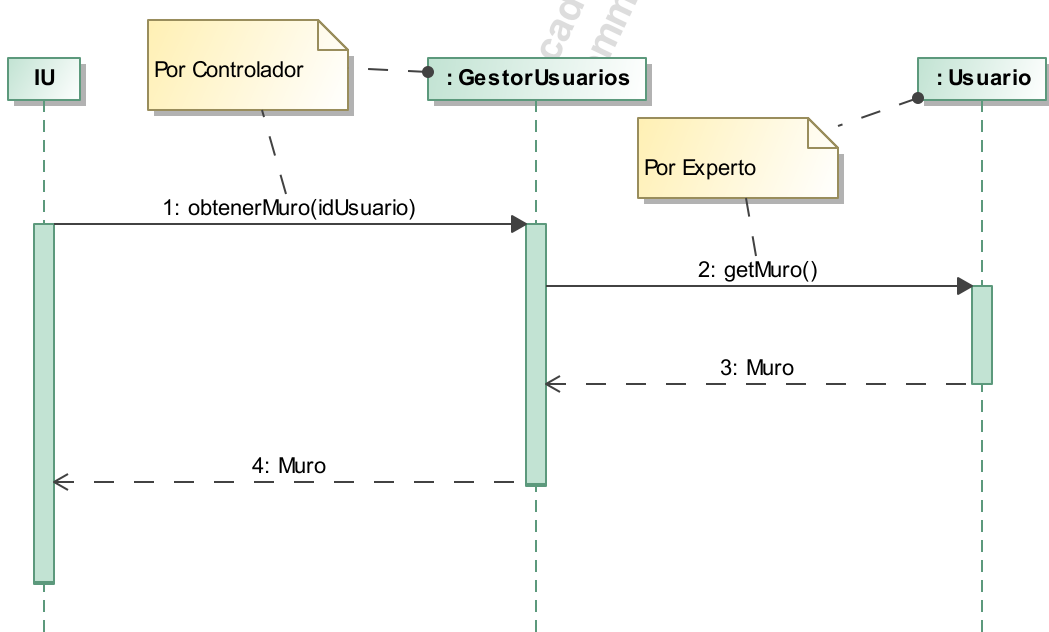 Por Controlador
IU
: GestorUsuarios
: Usuario
Por Experto
1: obtenerMuro(idUsuario)
2: getMuro()
3: Muro
4: Muro